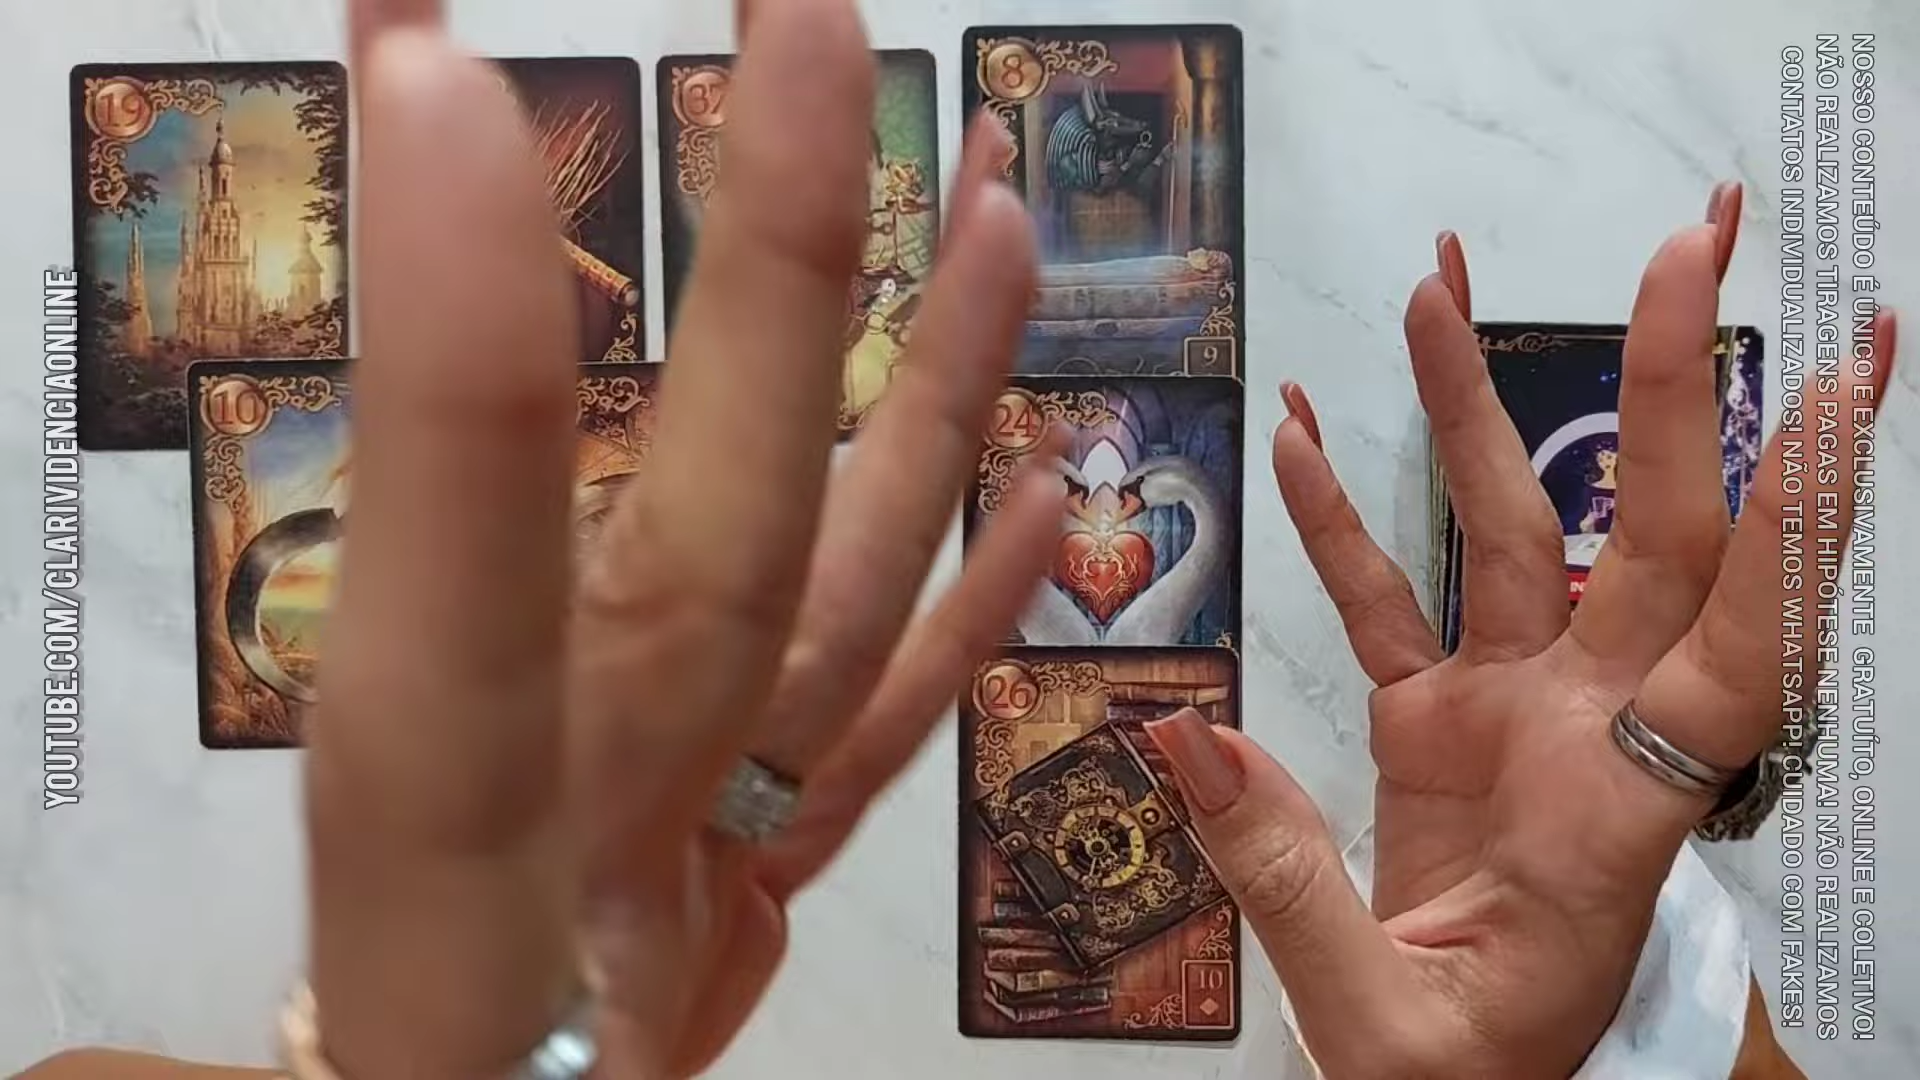 YOUTUBE.COM/CLARIVIDENCIAONLINE
19
37
8
9
10
24
26
10
IN
NOSSO CONTEÚDO É ÚNICO E EXCLUSIVAMENTE GRATUÍTO, ONLINE E COLETIVO!
NÃO REALIZAMOS TIRAGENS PAGAS EM HIPÓTESE NENHUMA! NÃO REALIZAMOS
CONTATOS INDIVIDUALIZADOS! NÃO TEMOS WHATSAPP! CUIDADO COM FAKES!